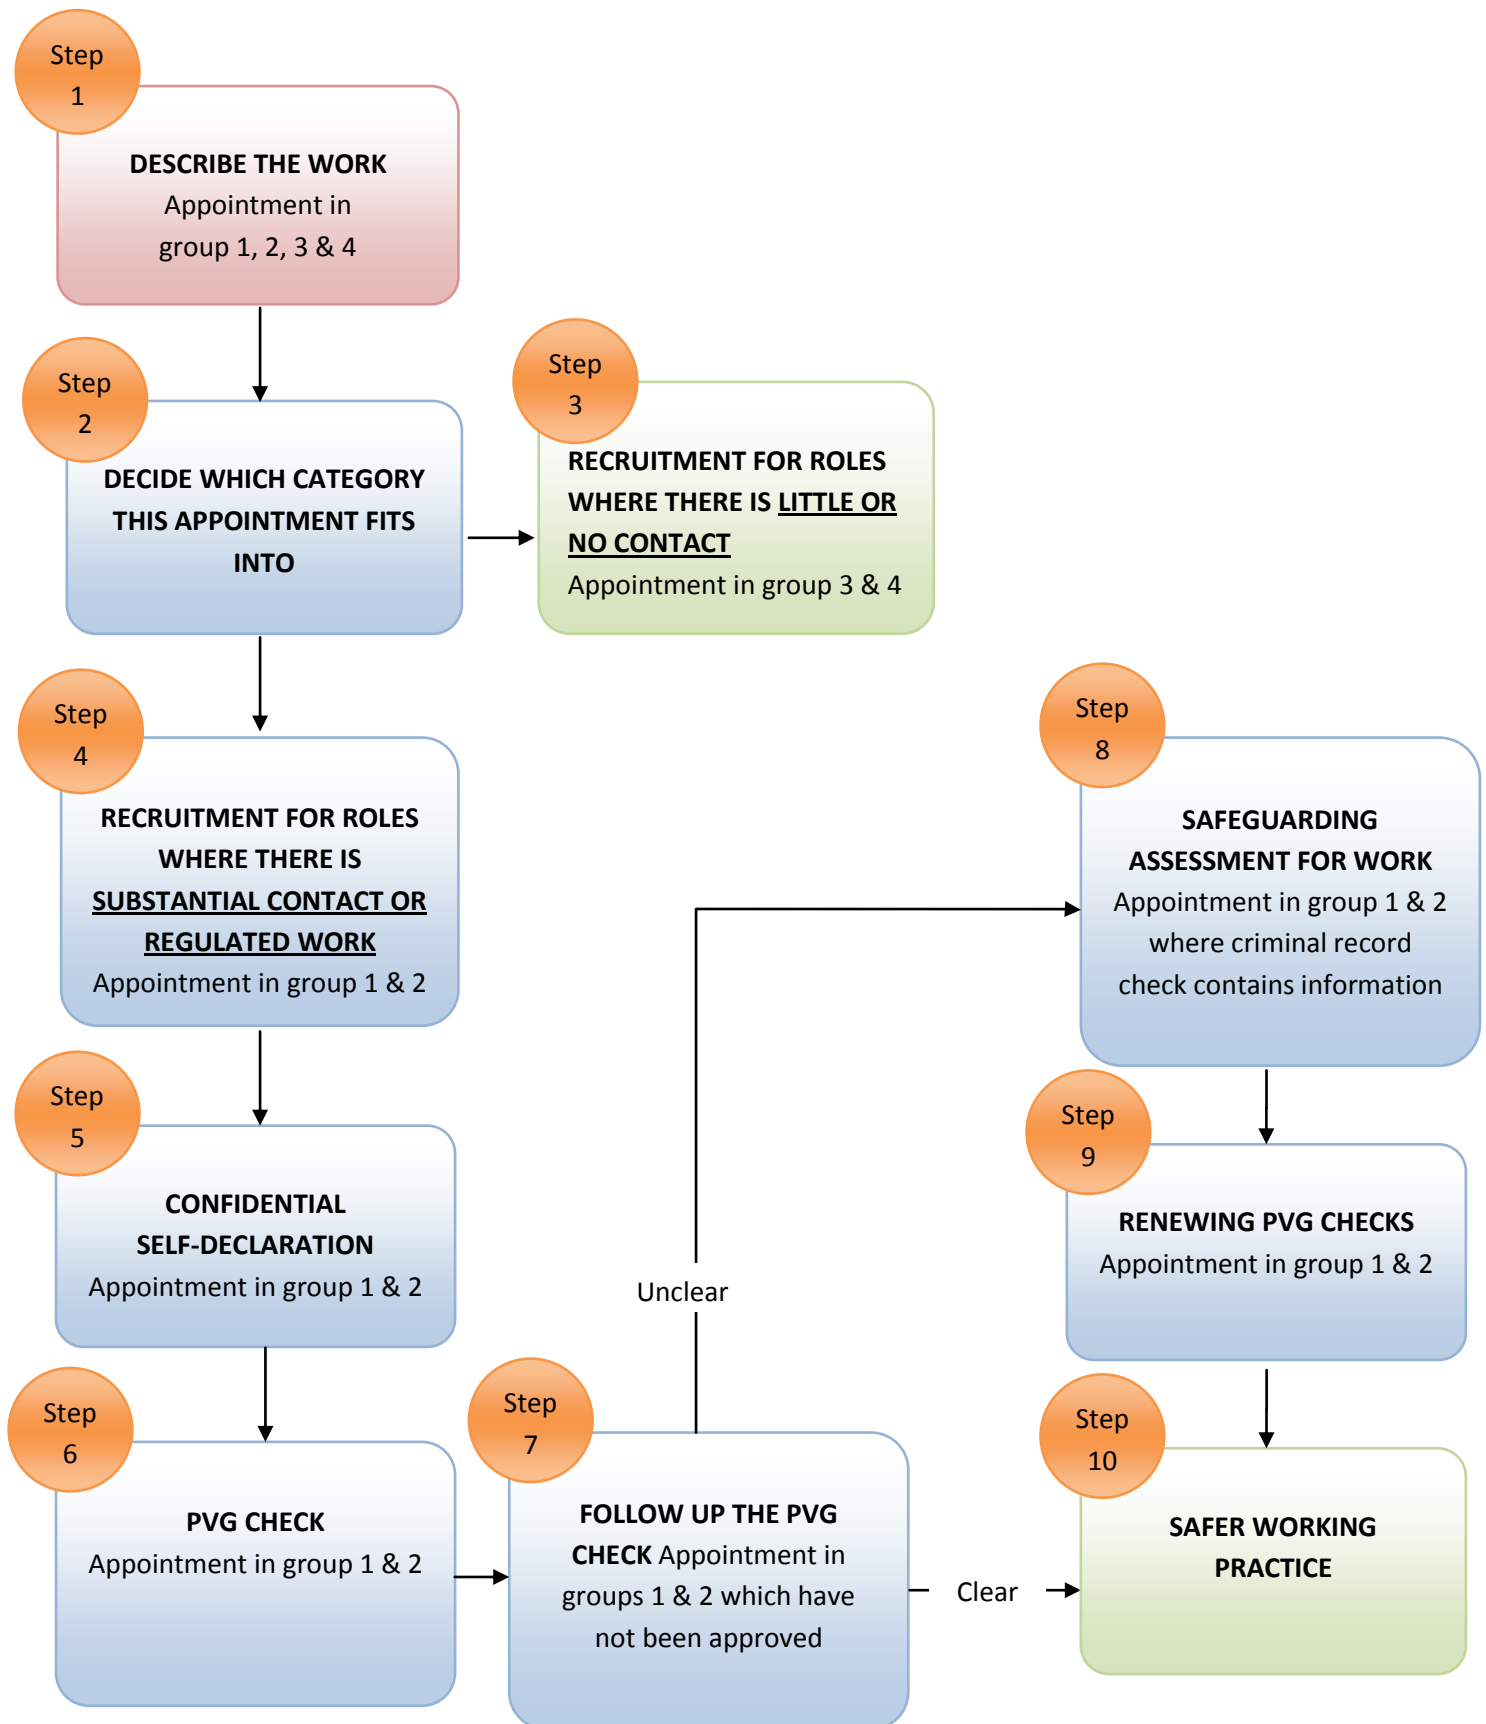 Step
1
DESCRIBE THE WORK
Appointment in
group 1, 2, 3 & 4
Step
2
DECIDE WHICH CATEGORY
THIS APPOINTMENT FITS
INTO
Step
3
RECRUITMENT FOR ROLES
WHERE THERE IS LITTLE OR
NO CONTACT
Appointment in group 3 & 4
Step
4
RECRUITMENT FOR ROLES
WHERE THERE IS
SUBSTANTIAL CONTACT OR
REGULATED WORK
Appointment in group 1 & 2
Step
5
CONFIDENTIAL
SELF-DECLARATION
Appointment in group 1 & 2
Step
6
PVG CHECK
Appointment in group 1 & 2
Step
7
FOLLOW UP THE PVG
CHECK Appointment in
groups 1 & 2 which have
not been approved
Unclear
Clear
Step
8
SAFEGUARDING
ASSESSMENT FOR WORK
Appointment in group 1 & 2
where criminal record
check contains information
Step
9
RENEWING PVG CHECKS
Appointment in group 1 & 2
Step
10
SAFER WORKING
PRACTICE